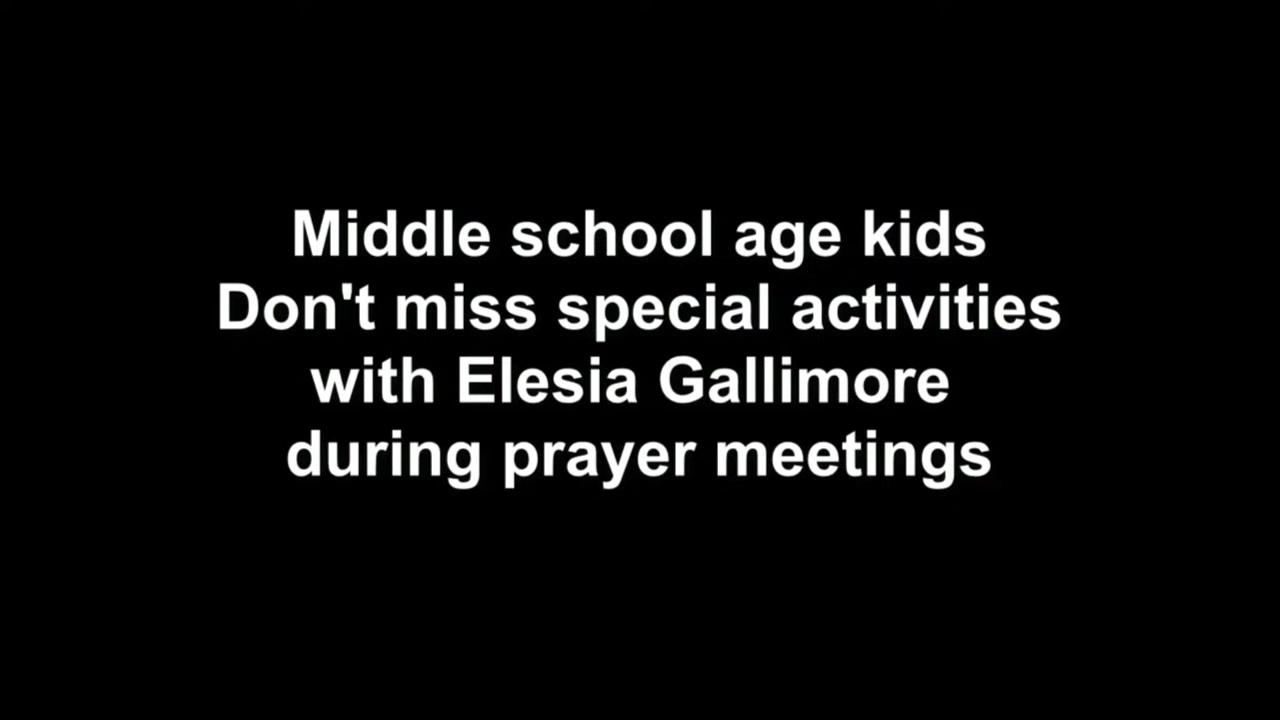 Middle school age kids
Don't miss special activities
with Elesia Gallimore
during prayer meetings